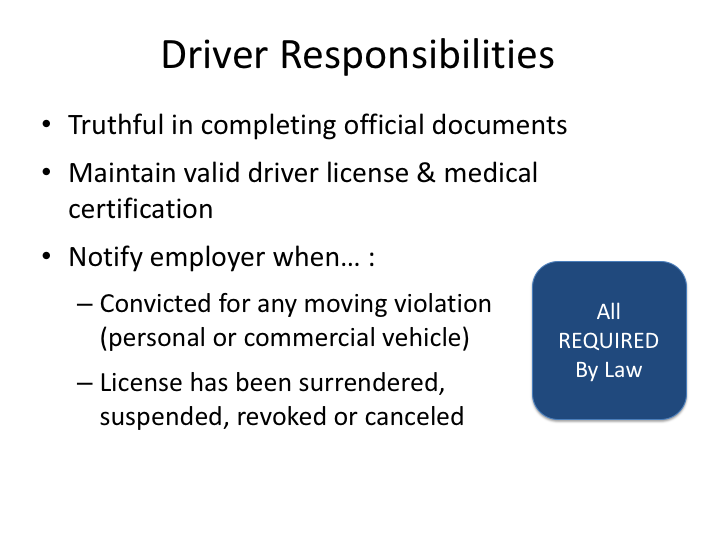 Driver Responsibilities
• Truthful in completing official documents
• Maintain valid driver license & medical
certification
• Notify employer when… :
– Convicted for any moving violation
(personal or commercial vehicle)
– License has been surrendered,
suspended, revoked or canceled
All
REQUIRED
By Law